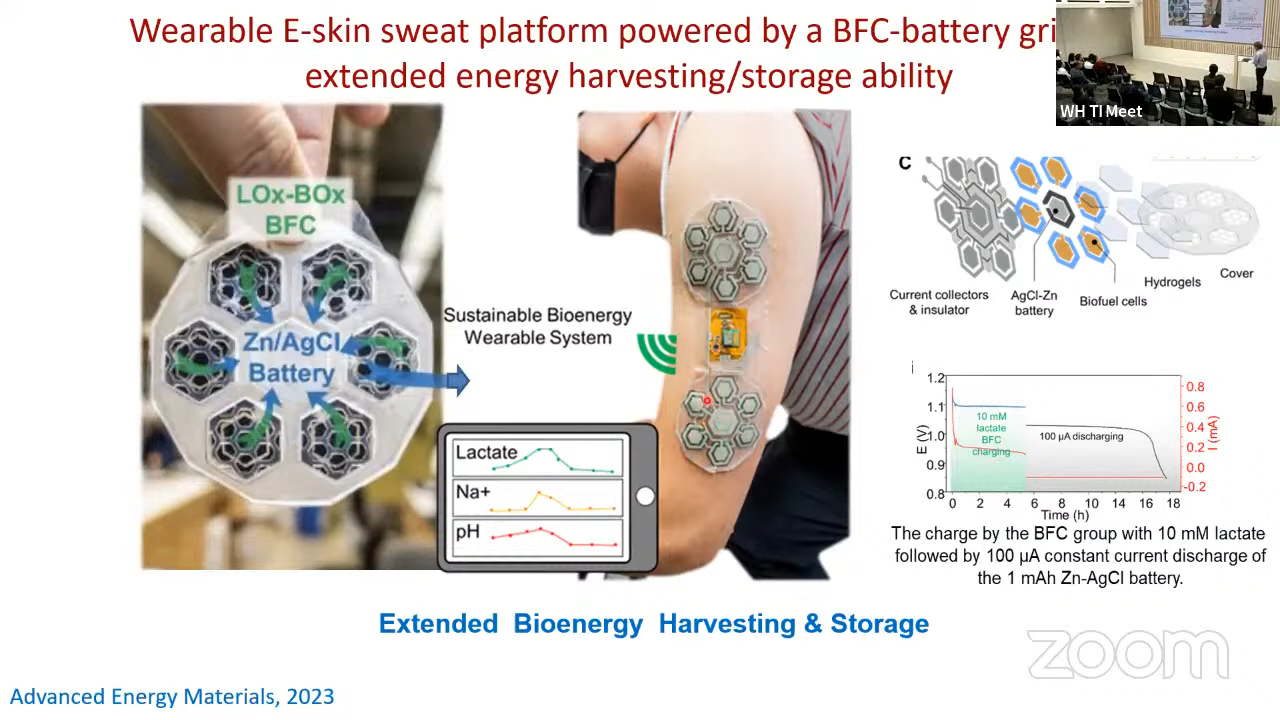 Wearable E-skin sweat platform powered by a BFC-battery
extended energy harvesting/storage ability
WH TI Meet
LOx-BOx
BFC
Zn/AgCl
Battery
Sustainable Bioenergy
Wearable System
Lactate
Na+
pH
C
Current collectors
& insulator
AgCl-Zn
battery
Biofuel cells
Hydrogels
Cover
i
1.2
1.1
1.0
0.9
0.8
E (V)
10 mM
lactate
BFC
charging
100 µA discharging
0.8
0.6
0.4
0.2
0.0
-0.2
I (mA)
0 2 4 6 8 10 12 14 16 18
Time (h)
The charge by the BFC group with 10 mM lactate
followed by 100 µA constant current discharge of
the 1 mAh Zn-AgCl battery.
Extended Bioenergy Harvesting & Storage
zoom
Advanced Energy Materials, 2023